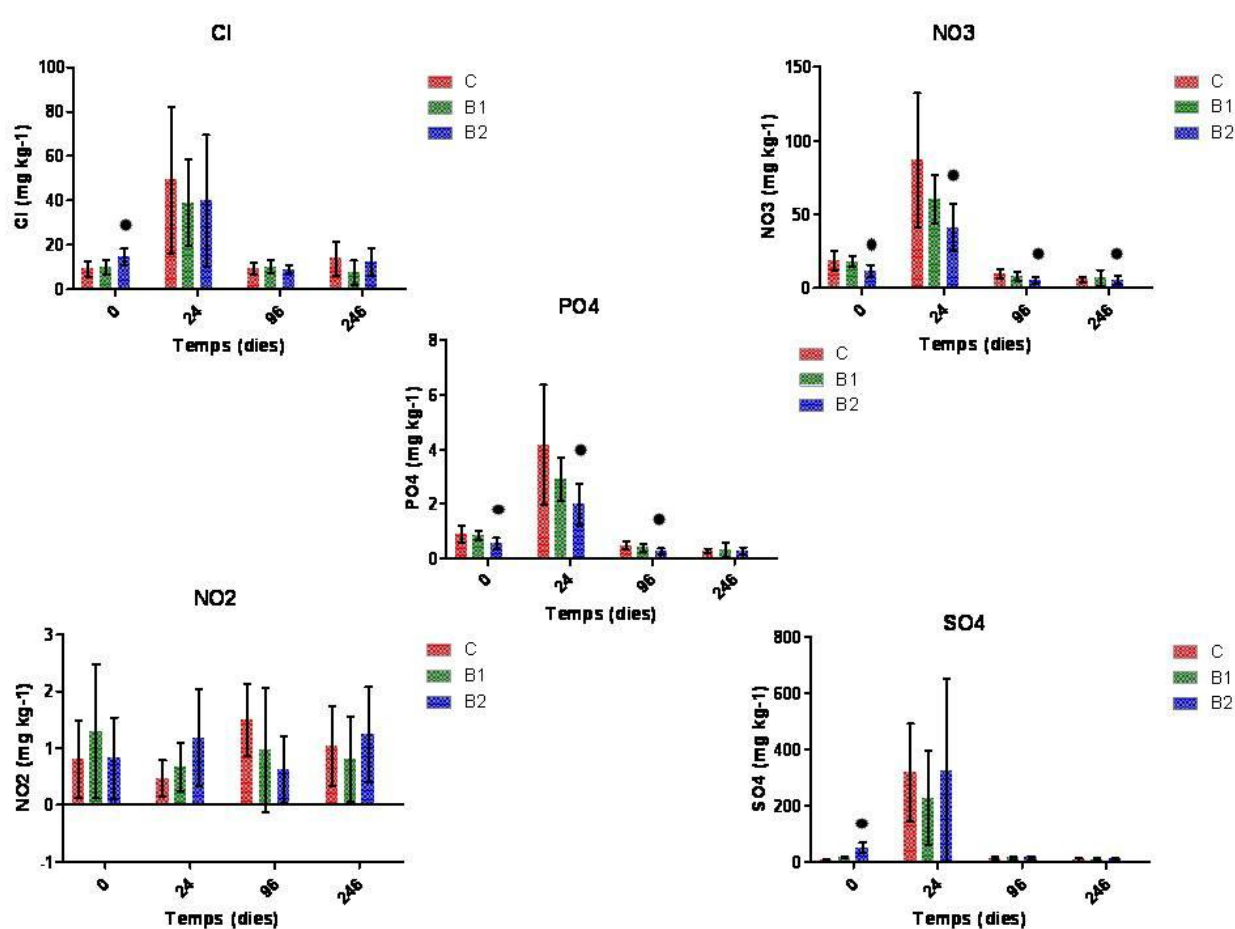 Cl
Cl (mg kg-1)
100
80
60
40
20
0
0
24
96
246
Temps (dies)
C
B1
B2
NO3
NO3 (mg kg-1)
150
100
50
0
0
24
96
246
Temps (dies)
C
B1
B2
PO4
PO4 (mg kg-1)
8
6
4
2
0
0
24
96
246
Temps (dies)
C
B1
B2
NO2
NO2 (mg kg-1)
3
2
1
0
-1
0
24
96
246
Temps (dies)
C
B1
B2
SO4
SO4 (mg kg-1)
800
600
400
200
0
0
24
96
246
Temps (dies)
C
B1
B2